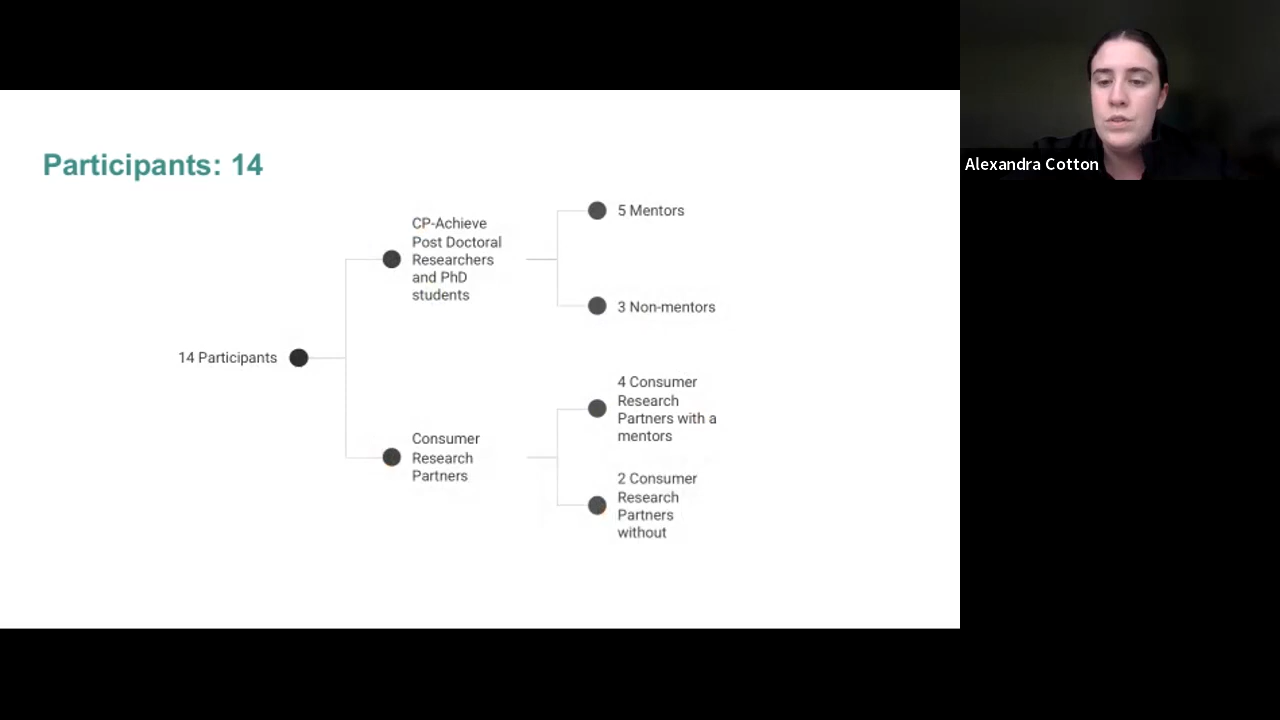 Participants: 14
CP-Achieve
Post Doctoral
Researchers
and PhD
students
5 Mentors
3 Non-mentors
14 Participants
Consumer
Research
Partners
4 Consumer
Research
Partners with a
mentors
2 Consumer
Research
Partners
without
Alexandra Cotton